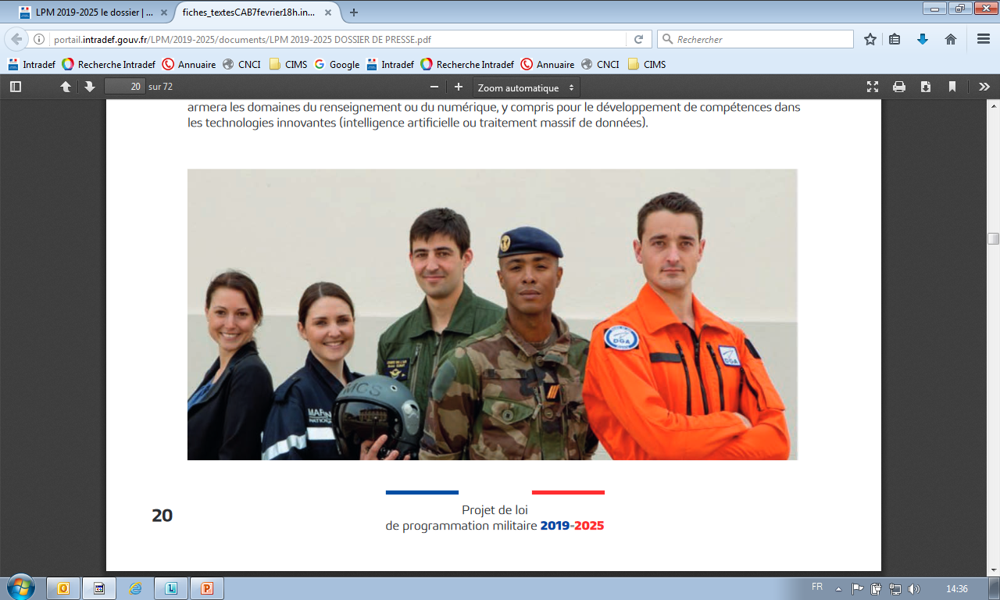 LPM 2019-2025 le dossier | ...
fiches_textesCAB7fevrier18h.in...
portail.intradef.gouv.fr/LPM/2019-2025/documents/LPM 2019-2025 DOSSIER DE PRESSE.pdf
Rechercher
Intradef Recherche Intradef Annuaire CNCI CIMS Google Intradef Recherche Intradef Annuaire CNCI CIMS
20 sur 72
Zoom automatique
armera les domaines du renseignement ou du numérique, y compris pour le développement de compétences dans
les technologies innovantes (intelligence artificielle ou traitement massif de données).
MCS
NATION
DGA
DGA
20
Projet de loi
de programmation militaire 2019-2025
FR
14:36